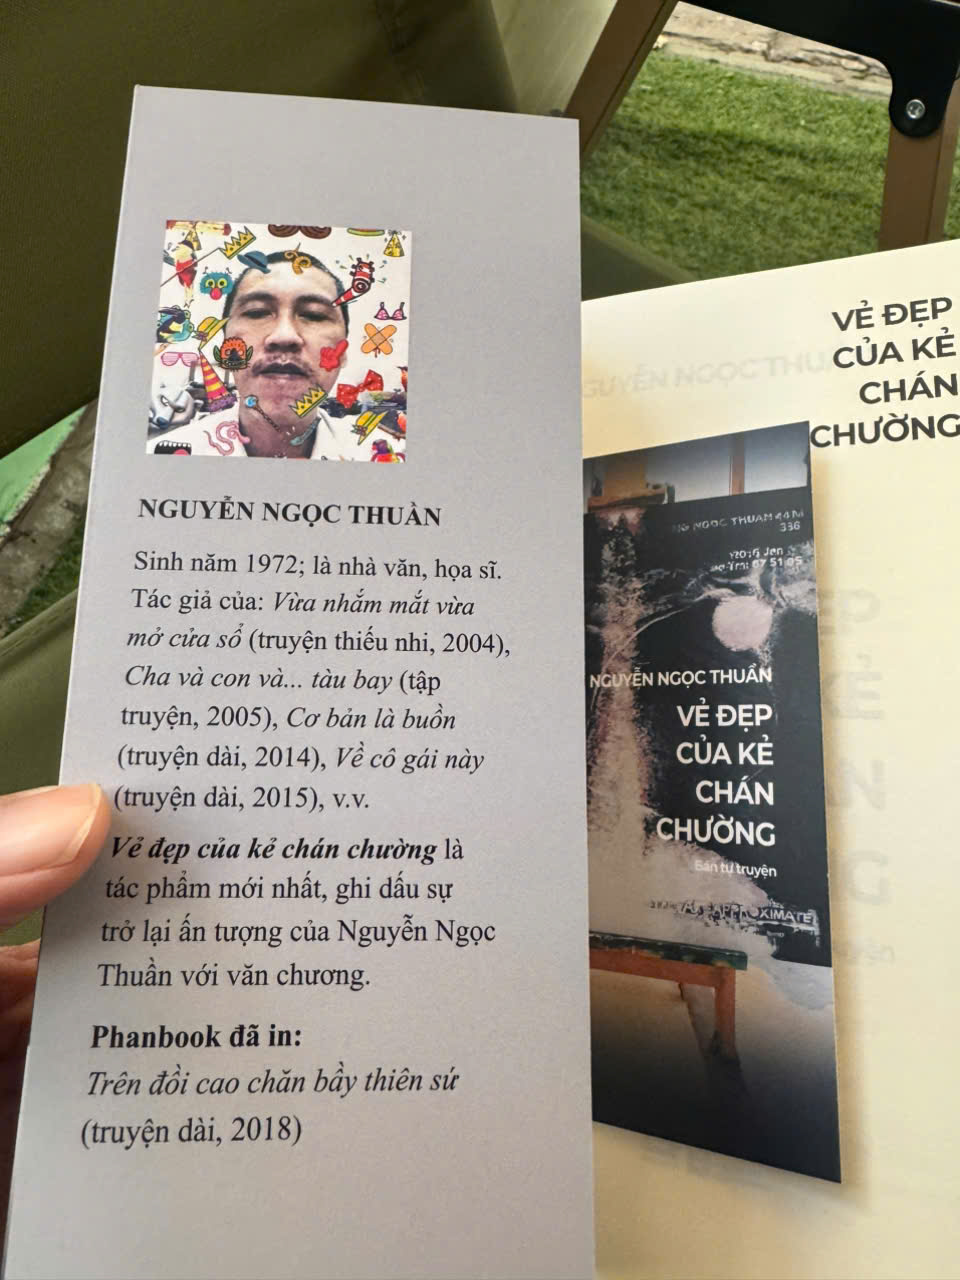 NGUYỄN NGỌC THUẦN
Sinh năm 1972; là nhà văn, họa sĩ.
Tác giả của: Vừa nhắm mắt vừa
mở cửa sổ (truyện thiếu nhi, 2004),
Cha và con và... tàu bay (tập
truyện, 2005), Cơ bản là buồn
(truyện dài, 2014), Về cô gái này
(truyện dài, 2015), v.v.
Vẻ đẹp của kẻ chán chường là
tác phẩm mới nhất, ghi dấu sự
trở lại ấn tượng của Nguyễn Ngọc
Thuần với văn chương.
Phanbook đã in:
Trên đồi cao chăn bầy thiên sứ
(truyện dài, 2018)
VẺ ĐẸP
CỦA KẺ
CHÁN
CHƯỜNG
NGUYỄN NGỌC THUẦN
VẺ ĐẸP
CỦA KẺ
CHÁN
CHƯỜNG
Bán tự truyện
APPROXIMATE